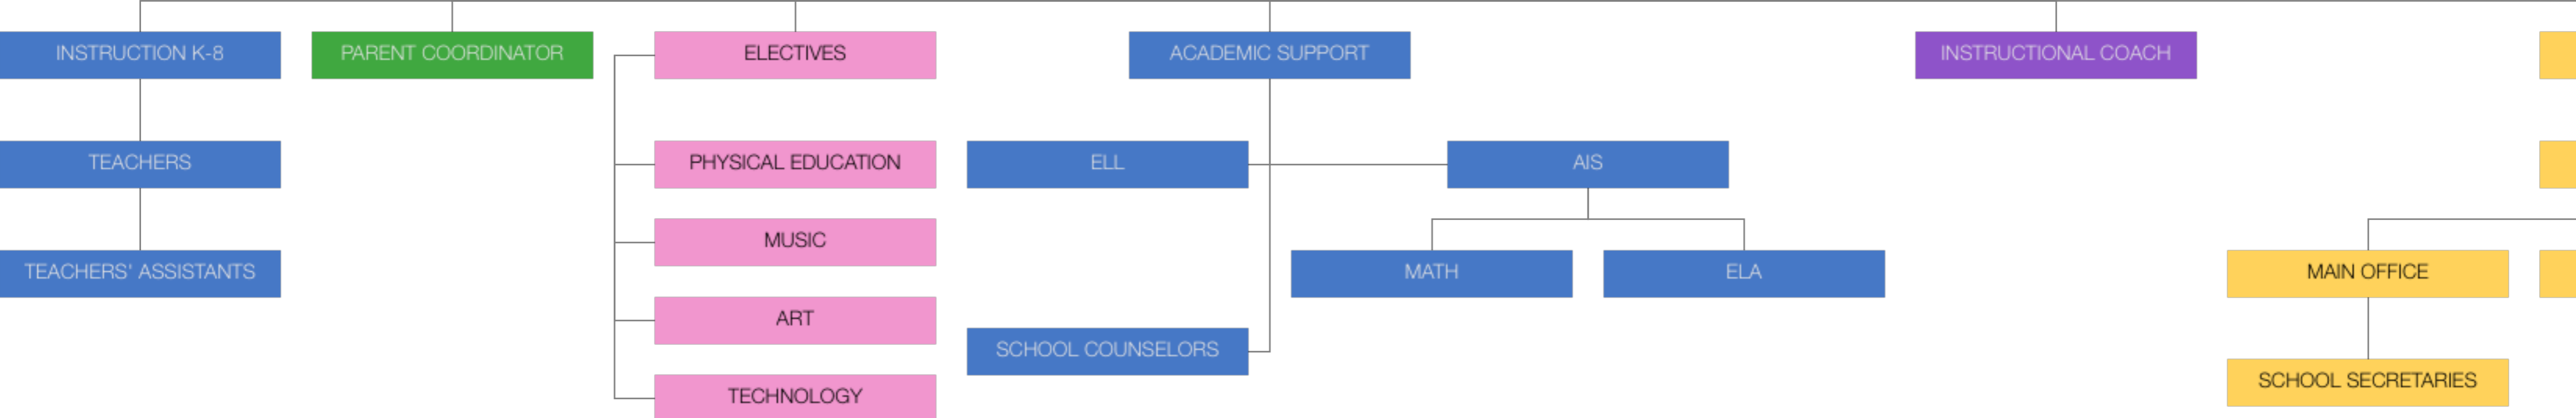 INSTRUCTION K-8
PARENT COORDINATOR
ELECTIVES
ACADEMIC SUPPORT
INSTRUCTIONAL COACH
TEACHERS
PHYSICAL EDUCATION
ELL
AIS
MUSIC
TEACHERS' ASSISTANTS
MATH
ELA
MAIN OFFICE
ART
SCHOOL COUNSELORS
SCHOOL SECRETARIES
TECHNOLOGY